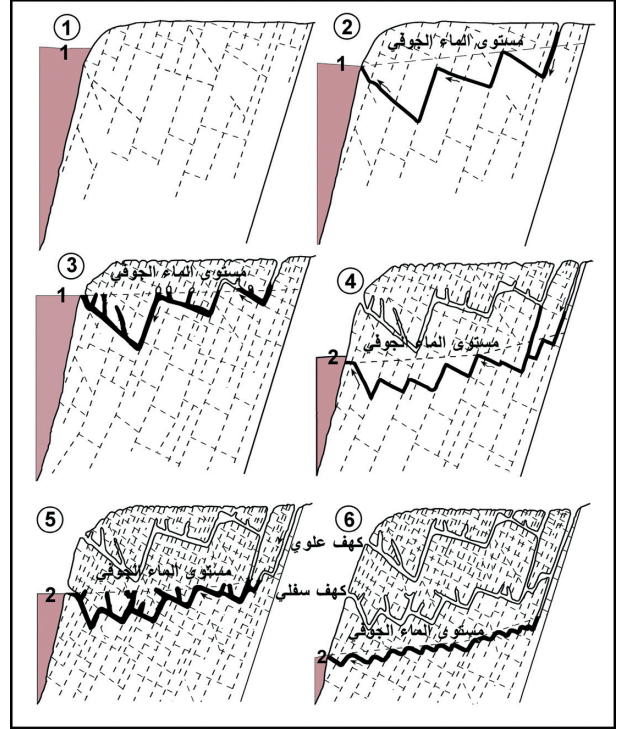 1
1
2
مستوى الماء الجوفي
1
3
مستوى الماء الجوفي
1
4
مستوى الماء الجوفي
2
5
مستوى الماء الجوفي
2
6
كهف علوي
كهف سفلي
مستوى الماء الجوفي
2